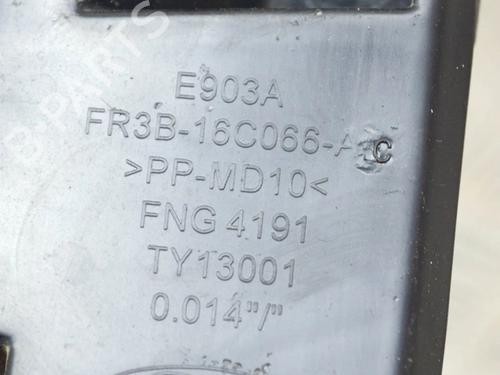 E903A
FR3B-16C066-AC
>PP-MD10<
FNG 4191
TY13001
0.014"/"